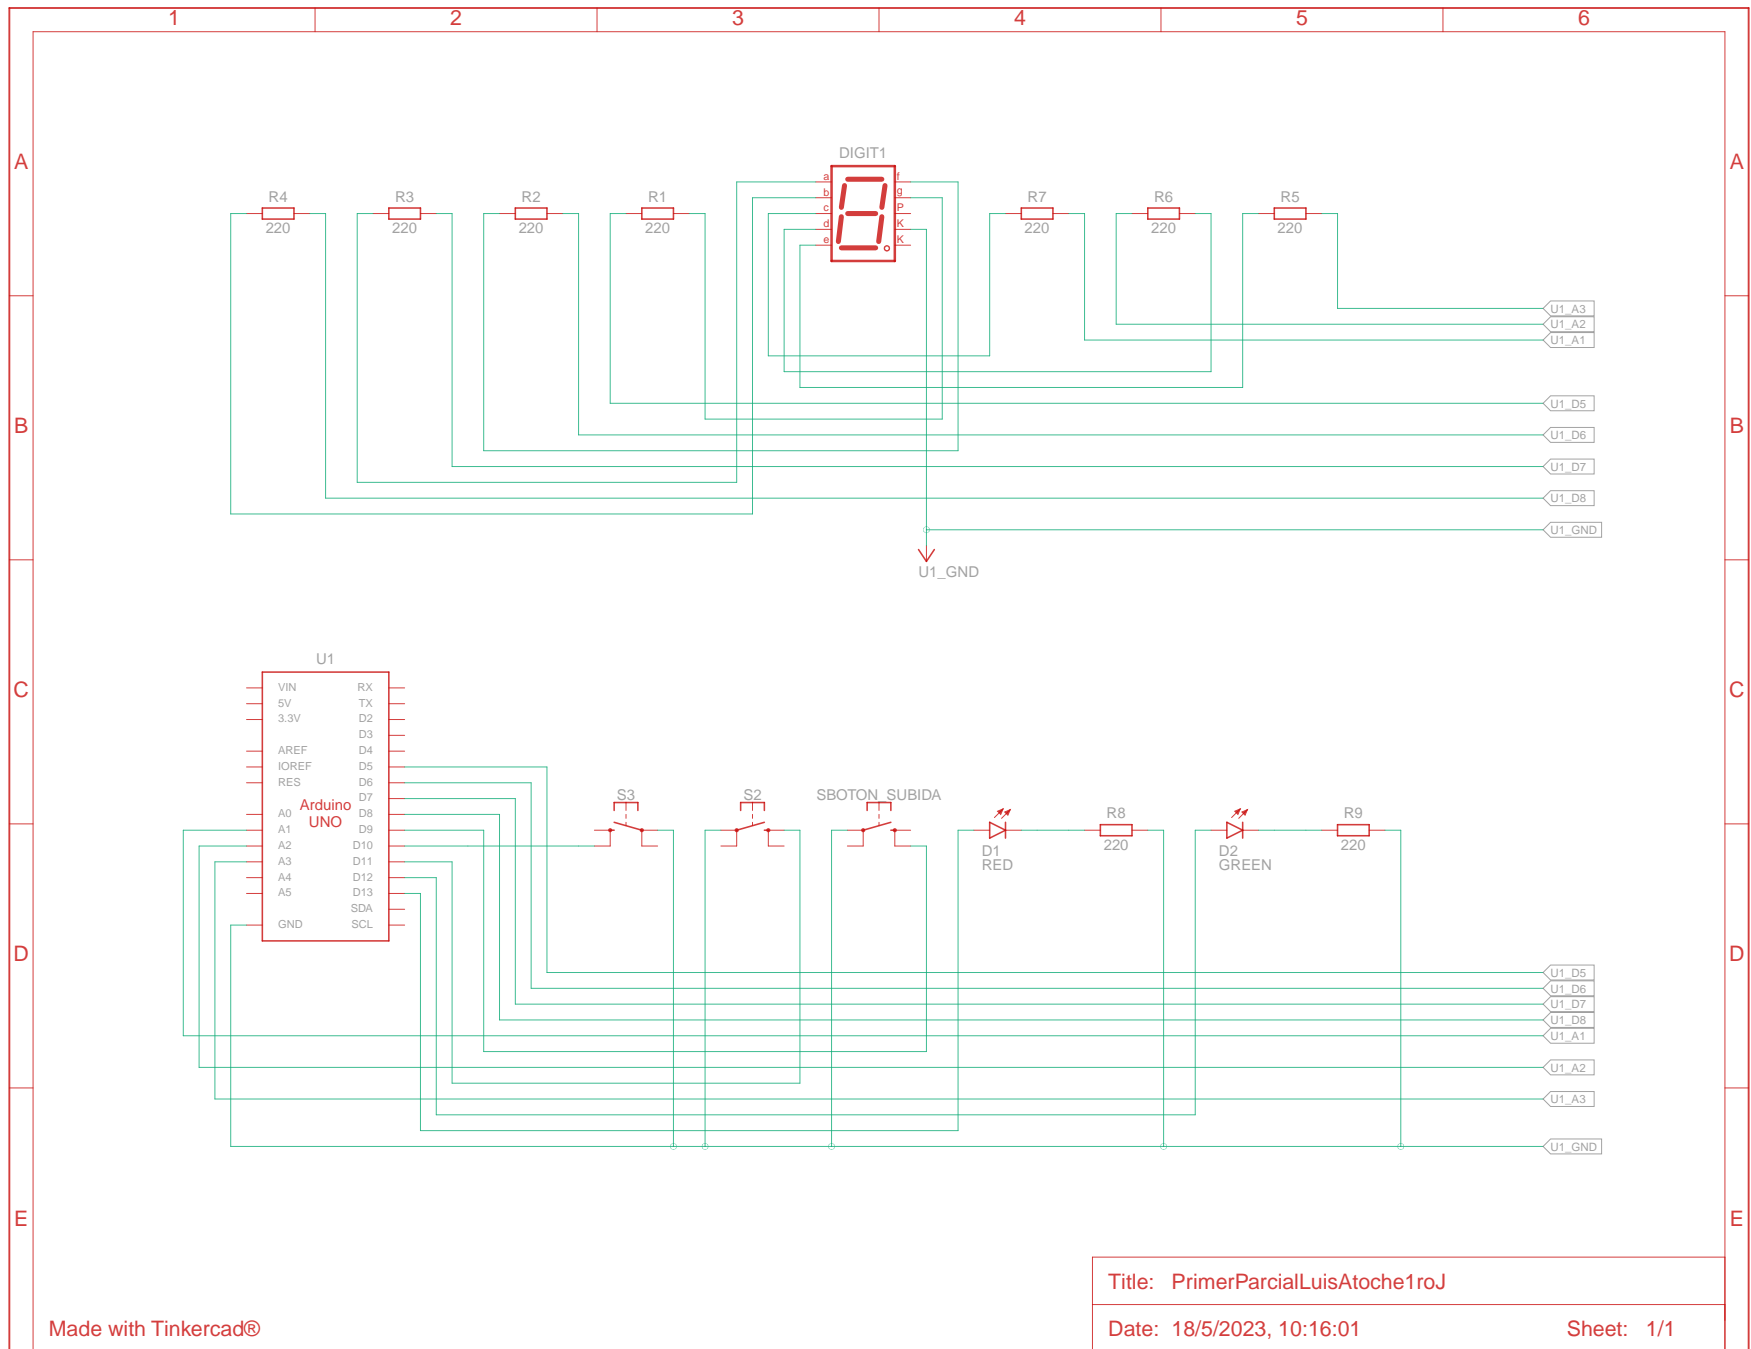 1 2 3 4 5 6
A A
DIGIT1
R4 R3 R2 R1 R7 R6 R5
220 220 220 220 220 220 220
a f
b g
c P
d K
e K
U1_A3
U1_A2
U1_A1
U1_D5
B B
U1_D6
U1_D7
U1_D8
U1_GND
U1_GND
U1
C C
VIN RX
5V TX
3.3V D2
D3
AREF D4
IOREF D5
RES D6
D7
Arduino
A0 D8
UNO
A1 D9
A2 D10
A3 D11
A4 D12
A5 D13
SDA
GND SCL
S3 S2 SBOTON_SUBIDA
R8 R9
220 220
D1 D2
RED GREEN
D D
U1_D5
U1_D6
U1_D7
U1_D8
U1_A1
U1_A2
U1_A3
U1_GND
E E
Title: PrimerParcialLuisAtoche1roJ
Made with Tinkercad®
Date: 18/5/2023, 10:16:01 Sheet: 1/1